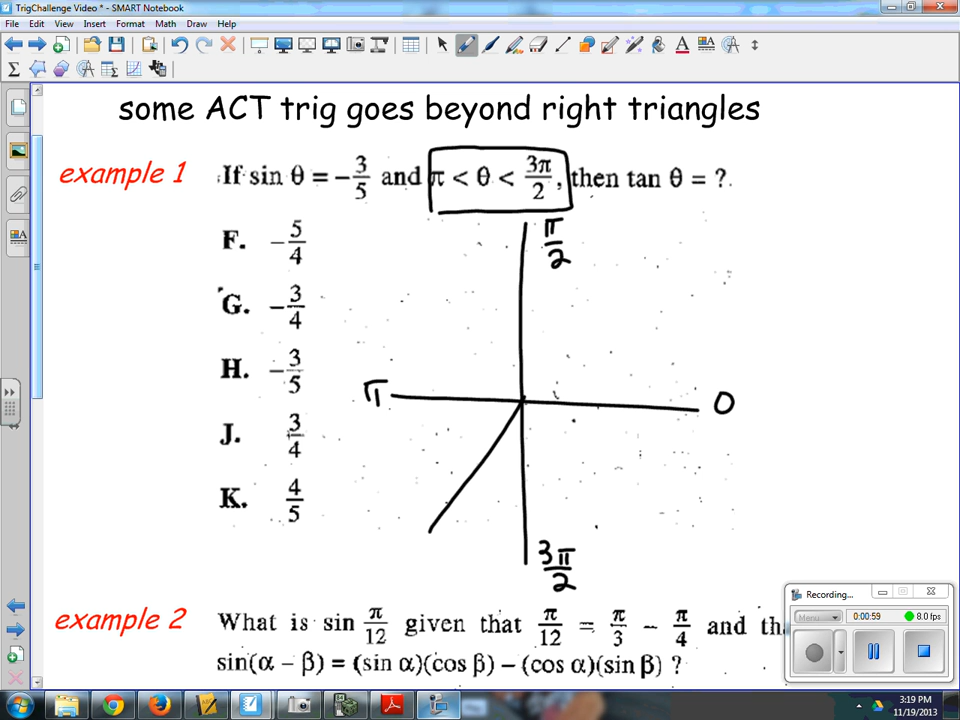 TrigChallenge Video * - SMART Notebook
File Edit View Insert Format Math Draw Help
some ACT trig goes beyond right triangles
example 1 If sin θ = -3/5 and π < θ < 3π/2, then tan θ = ?
π/2
F. -5/4
G. -3/4
H. -3/5
π 0
J. 3/4
K. 4/5
3π/2
Recording...
Menu... 0:00:59 8.0 fps
example 2 What is sin π/12 given that π/12 = π/3 - π/4 and
sin(α - β) = (sin α)(cos β) - (cos α)(sin β) ?
3:19 PM
11/19/2013